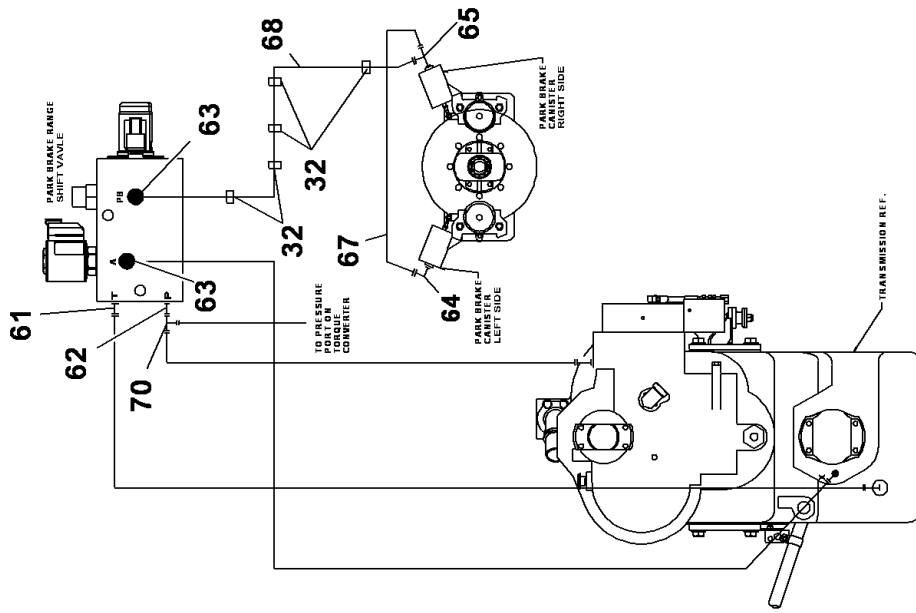 PARK BRAKE RANGE
SHIFT VAVLE
PB
A
T
P
63
63
61
62
70
68
32
32
65
67
64
TO PRESSURE
PORT ON
TORQUE
CONVERTER
PARK BRAKE
CANISTER
RIGHT SIDE
PARK BRAKE
CANISTER
LEFT SIDE
TRANSMISSION REF.